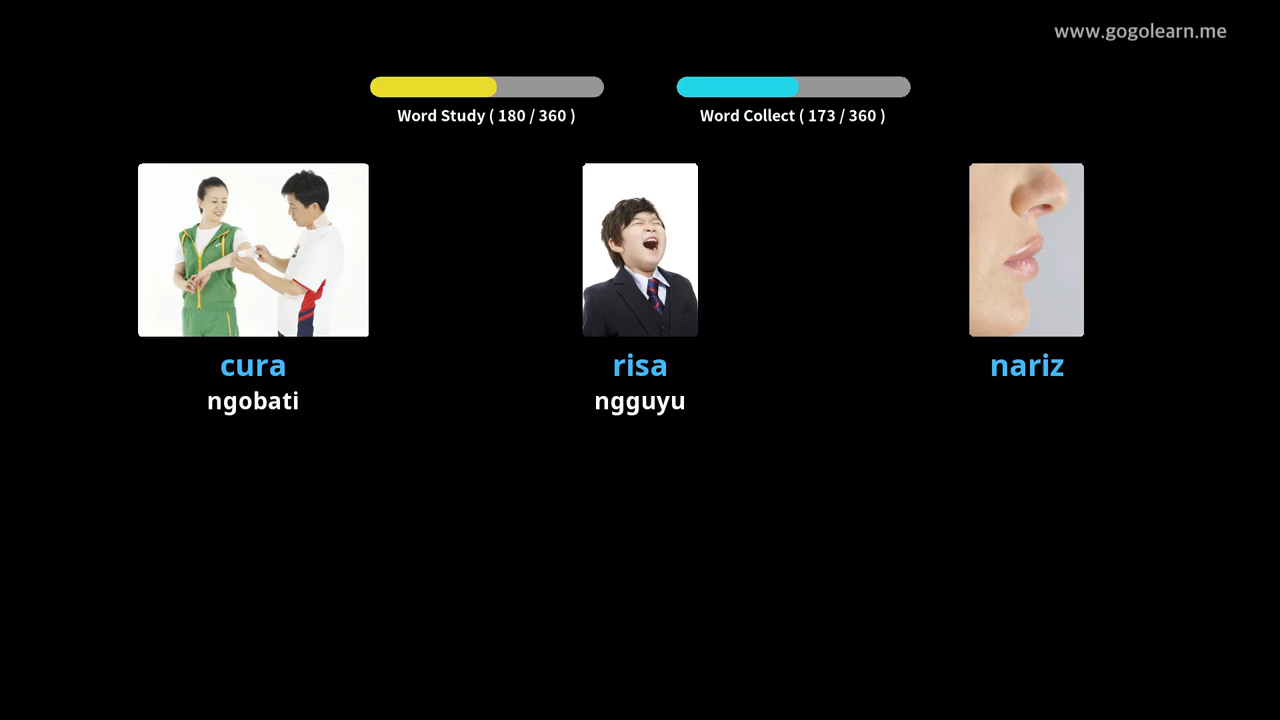 www.gogolearn.me
Word Study ( 180 / 360 )
Word Collect ( 173 / 360 )
cura
risa
nariz
ngobati
ngguyu